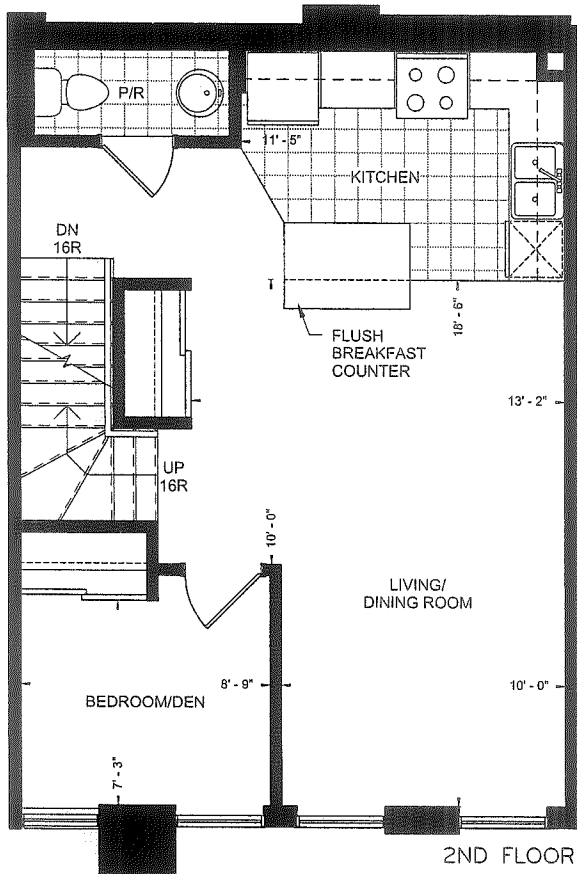 P/R
11' - 5"
KITCHEN
DN
16R
FLUSH
BREAKFAST
COUNTER
18' - 6"
13' - 2"
UP
16R
10' - 0"
LIVING/
DINING ROOM
8' - 9"
10' - 0"
BEDROOM/DEN
7' - 3"
2ND FLOOR